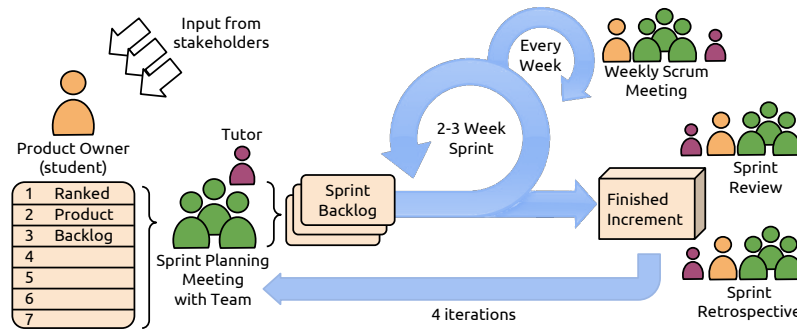 Input from
stakeholders
Every
Week
Weekly Scrum
Meeting
2-3 Week
Sprint
Product Owner
(student)
Tutor
1 Ranked
2 Product
3 Backlog
4
5
6
7
Sprint Planning
Meeting
with Team
Sprint
Backlog
Finished
Increment
Sprint
Review
Sprint
Retrospective
4 iterations